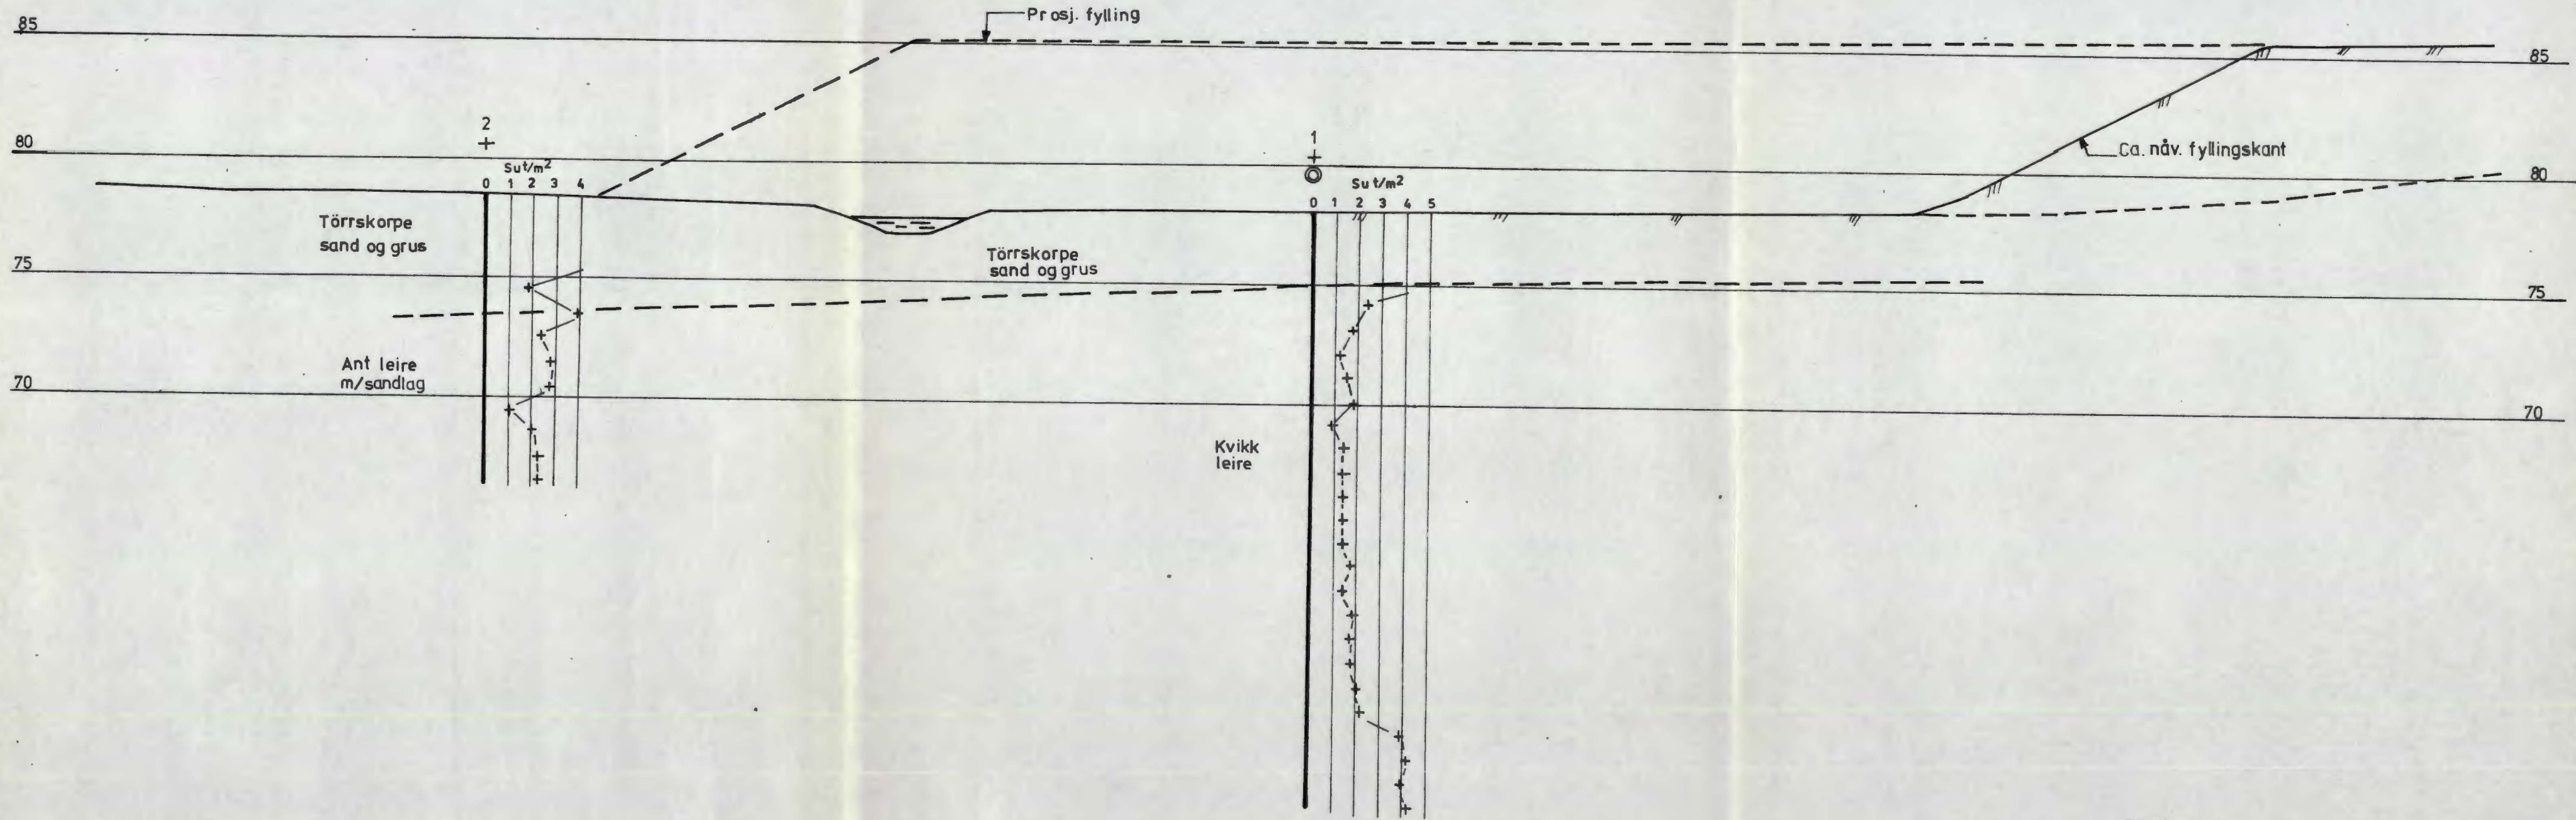 85
Prosj. fylling
85
2
80
1
Ca. nåv. fyllingskant
80
Su t/m²
0 1 2 3 4
Su t/m²
0 1 2 3 4 5
Törrskorpe
sand og grus
75
Törrskorpe
sand og grus
75
Ant leire
m/sandlag
70
70
Kvikk
leire